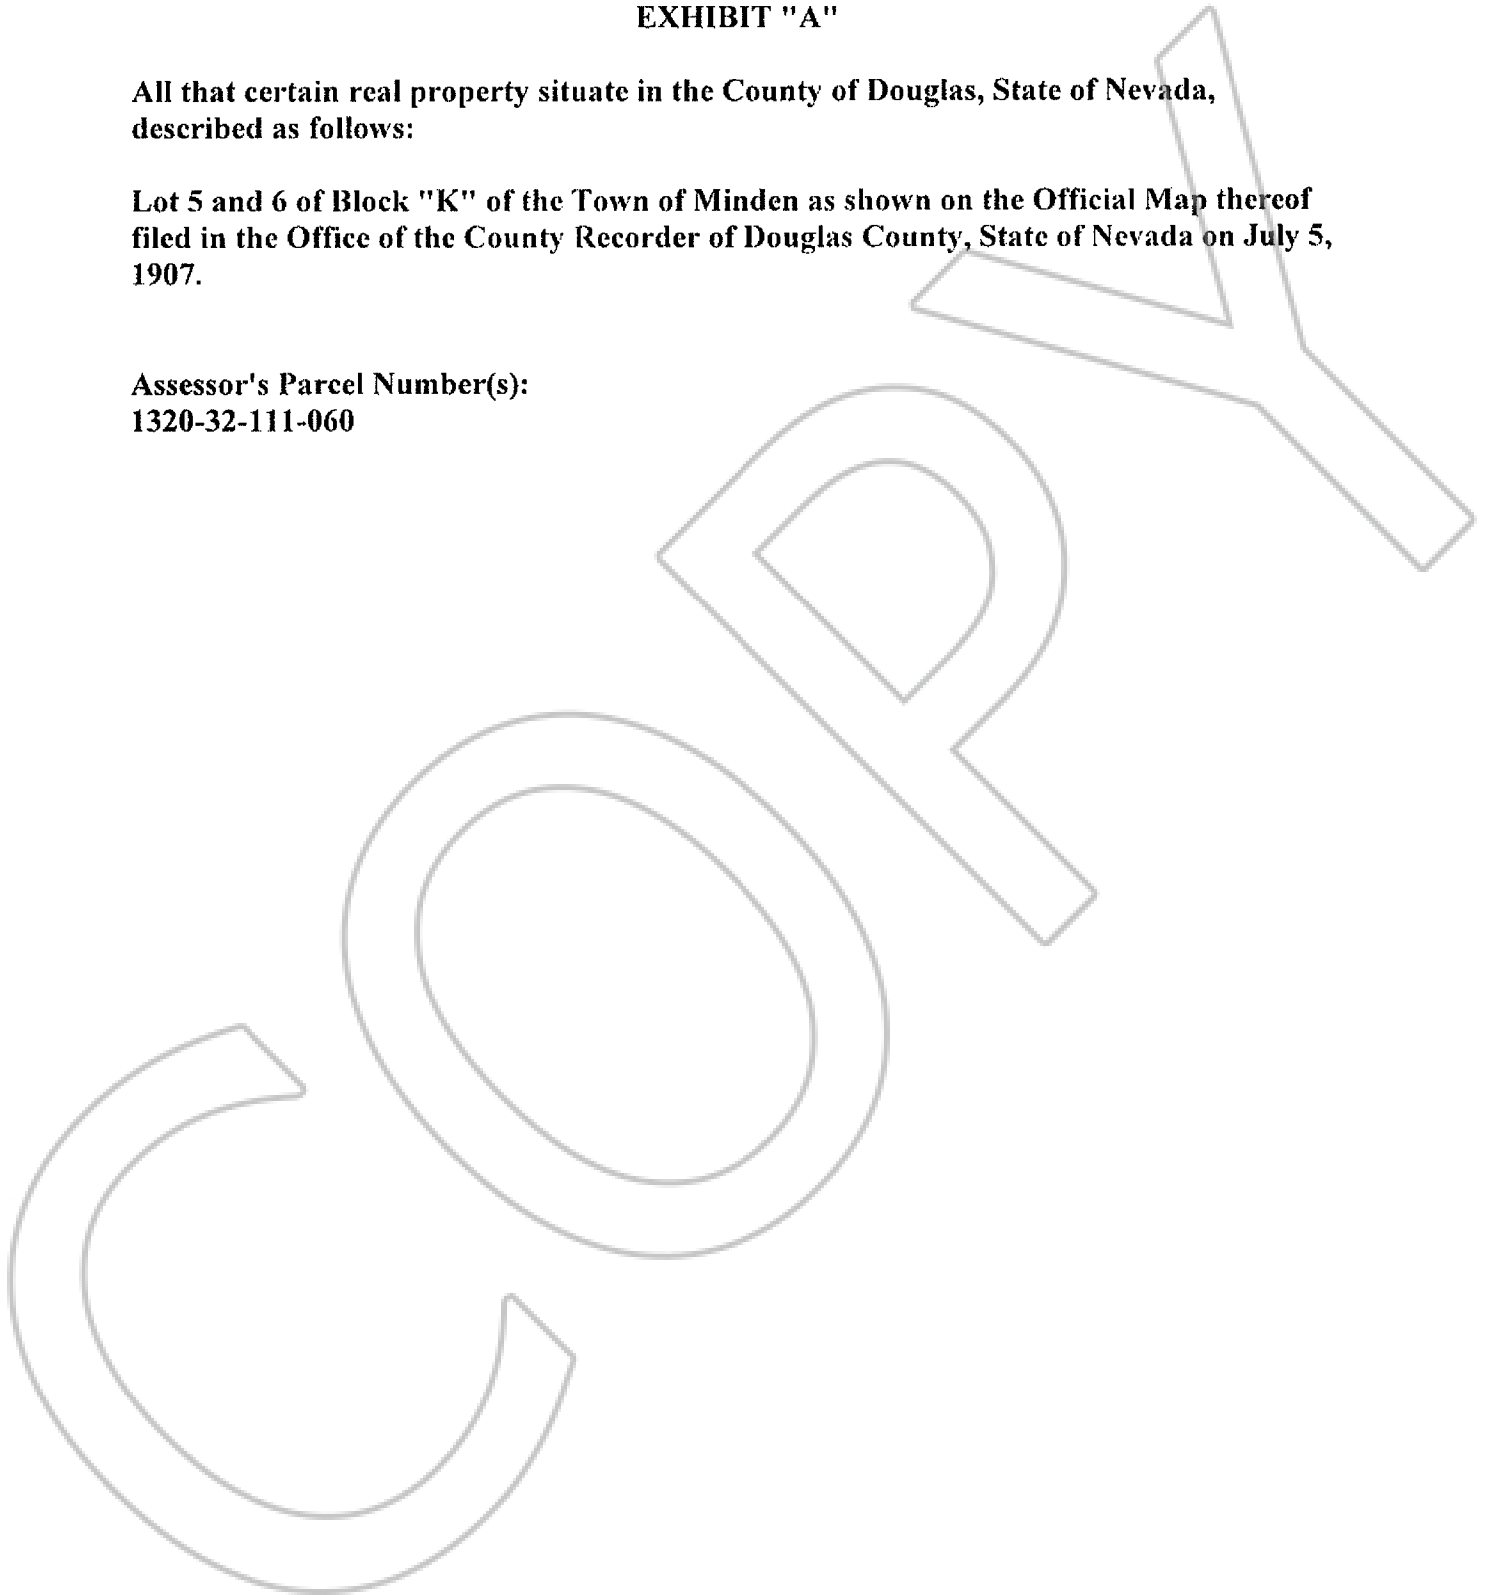 EXHIBIT "A"
All that certain real property situate in the County of Douglas, State of Nevada,
described as follows:
Lot 5 and 6 of Block "K" of the Town of Minden as shown on the Official Map thereof
filed in the Office of the County Recorder of Douglas County, State of Nevada on July 5,
1907.
Assessor's Parcel Number(s):
1320-32-111-060
COPY